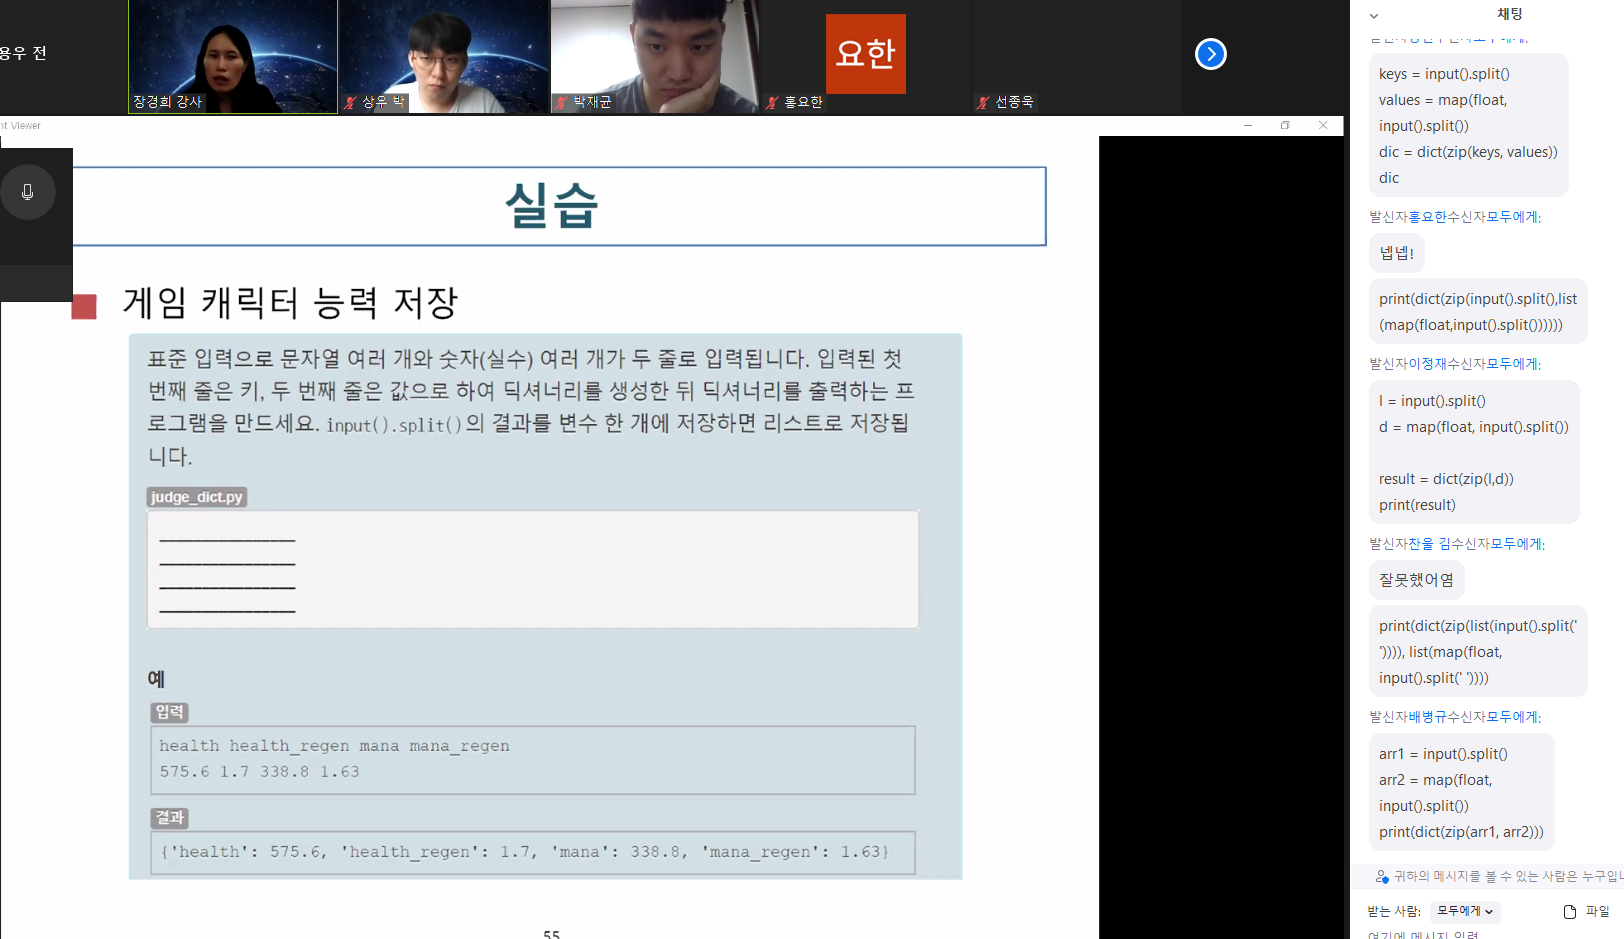 용우 전
장경희 강사
상우 박
박재균
요한
홍요한
선종욱
nt Viewer
실습
게임 캐릭터 능력 저장
표준 입력으로 문자열 여러 개와 숫자(실수) 여러 개가 두 줄로 입력됩니다. 입력된 첫
번째 줄은 키, 두 번째 줄은 값으로 하여 딕셔너리를 생성한 뒤 딕셔너리를 출력하는 프
로그램을 만드세요. input().split()의 결과를 변수 한 개에 저장하면 리스트로 저장됩
니다.
judge_dict.py
________________
________________
________________
________________
예
입력
health health_regen mana mana_regen
575.6 1.7 338.8 1.63
결과
{'health': 575.6, 'health_regen': 1.7, 'mana': 338.8, 'mana_regen': 1.63}
55
채팅
keys = input().split()
values = map(float,
input().split())
dic = dict(zip(keys, values))
dic
발신자홍요한수신자모두에게:
넵넵!
print(dict(zip(input().split(),list
(map(float,input().split())))))
발신자이정재수신자모두에게:
l = input().split()
d = map(float, input().split())
result = dict(zip(l,d))
print(result)
발신자찬울 김수신자모두에게:
잘못했어염
print(dict(zip(list(input().split('
')))), list(map(float,
input().split(' '))))
발신자배병규수신자모두에게:
arr1 = input().split()
arr2 = map(float,
input().split())
print(dict(zip(arr1, arr2)))
귀하의 메시지를 볼 수 있는 사람은 누구입니
받는 사람: 모두에게
파일
여기에 메시지 입력